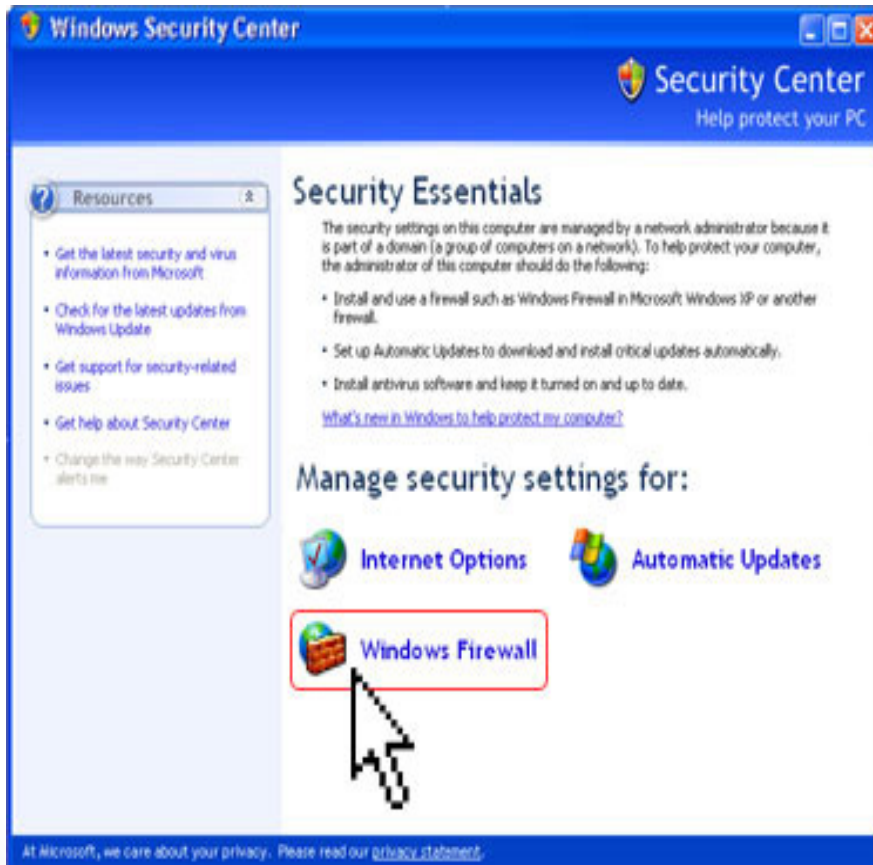 Windows Security Center
Security Center
Help protect your PC
Resources
Get the latest security and virus
information from Microsoft
Check for the latest updates from
Windows Update
Get support for security-related
issues
Get help about Security Center
Change the way Security Center
alerts me
Security Essentials
The security settings on this computer are managed by a network administrator because it
is part of a domain (a group of computers on a network). To help protect your computer,
the administrator of this computer should do the following:
• Install and use a firewall such as Windows Firewall in Microsoft Windows XP or another
firewall.
• Set up Automatic Updates to download and install critical updates automatically.
• Install antivirus software and keep it turned on and up to date.
What's new in Windows to help protect my computer?
Manage security settings for:
Internet Options
Automatic Updates
Windows Firewall
At Microsoft, we care about your privacy. Please read our privacy statement.